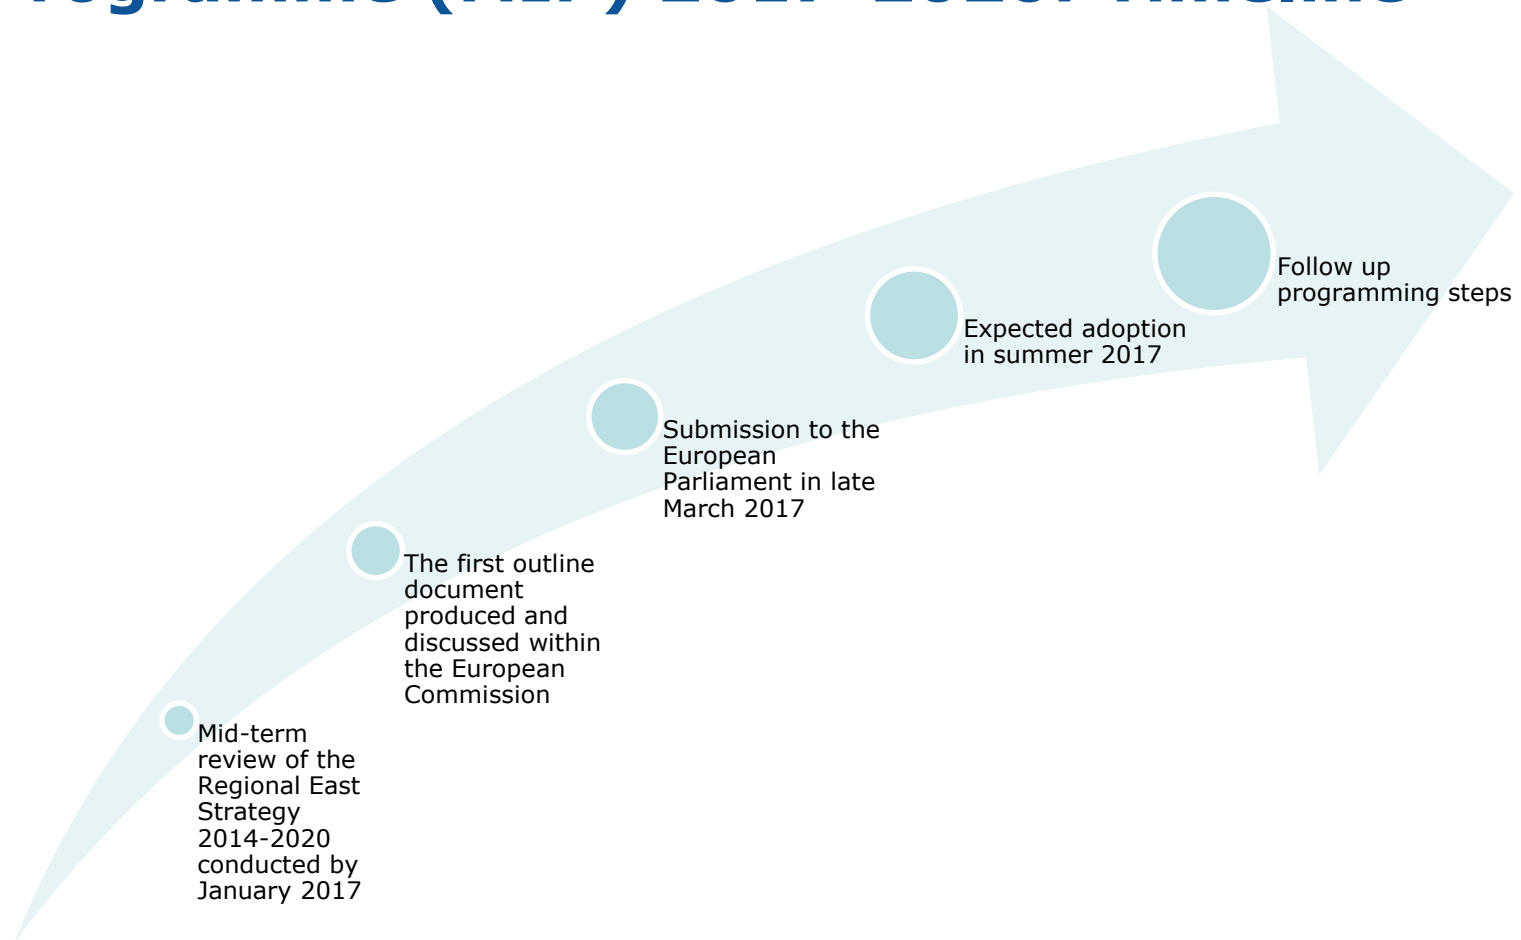 Follow up
programming steps
Expected adoption
in summer 2017
Submission to the
European
Parliament in late
March 2017
The first outline
document
produced and
discussed within
the European
Commission
Mid-term
review of the
Regional East
Strategy
2014-2020
conducted by
January 2017